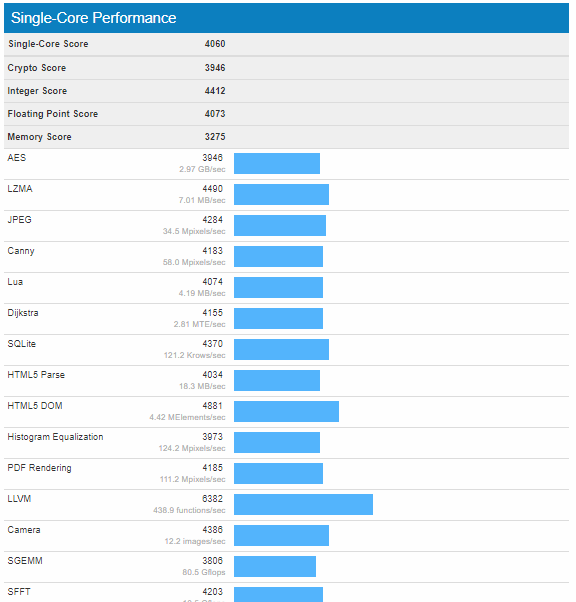 Single-Core Performance
Single-Core Score 4060
Crypto Score 3946
Integer Score 4412
Floating Point Score 4073
Memory Score 3275
AES 3946
2.97 GB/sec
LZMA 4490
7.01 MB/sec
JPEG 4284
34.5 Mpixels/sec
Canny 4183
58.0 Mpixels/sec
Lua 4074
4.19 MB/sec
Dijkstra 4155
2.81 MTE/sec
SQLite 4370
121.2 Krows/sec
HTML5 Parse 4034
18.3 MB/sec
HTML5 DOM 4881
4.42 MElements/sec
Histogram Equalization 3973
124.2 Mpixels/sec
PDF Rendering 4185
111.2 Mpixels/sec
LLVM 6382
438.9 functions/sec
Camera 4386
12.2 images/sec
SGEMM 3806
80.5 Gflops
SFFT 4203